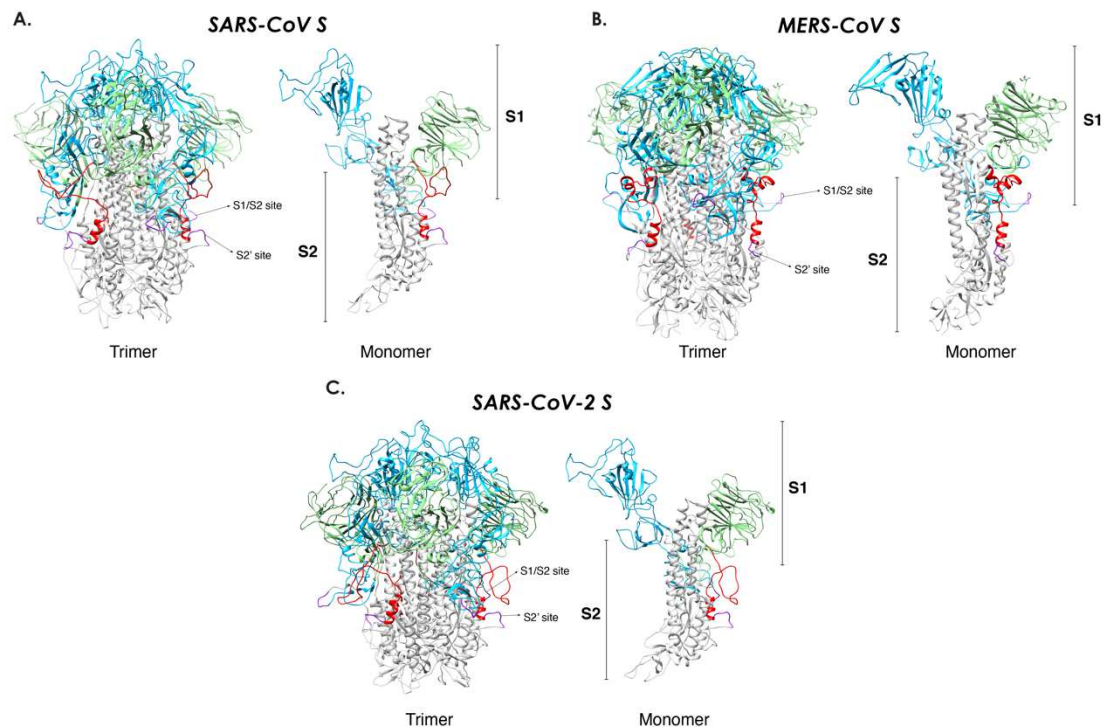 A.
SARS-CoV S
S1
S1/S2 site
S2
S2' site
Trimer
Monomer
B.
MERS-CoV S
S1
S1/S2 site
S2
S2' site
Trimer
Monomer
C.
SARS-CoV-2 S
S1
S1/S2 site
S2
S2' site
Trimer
Monomer